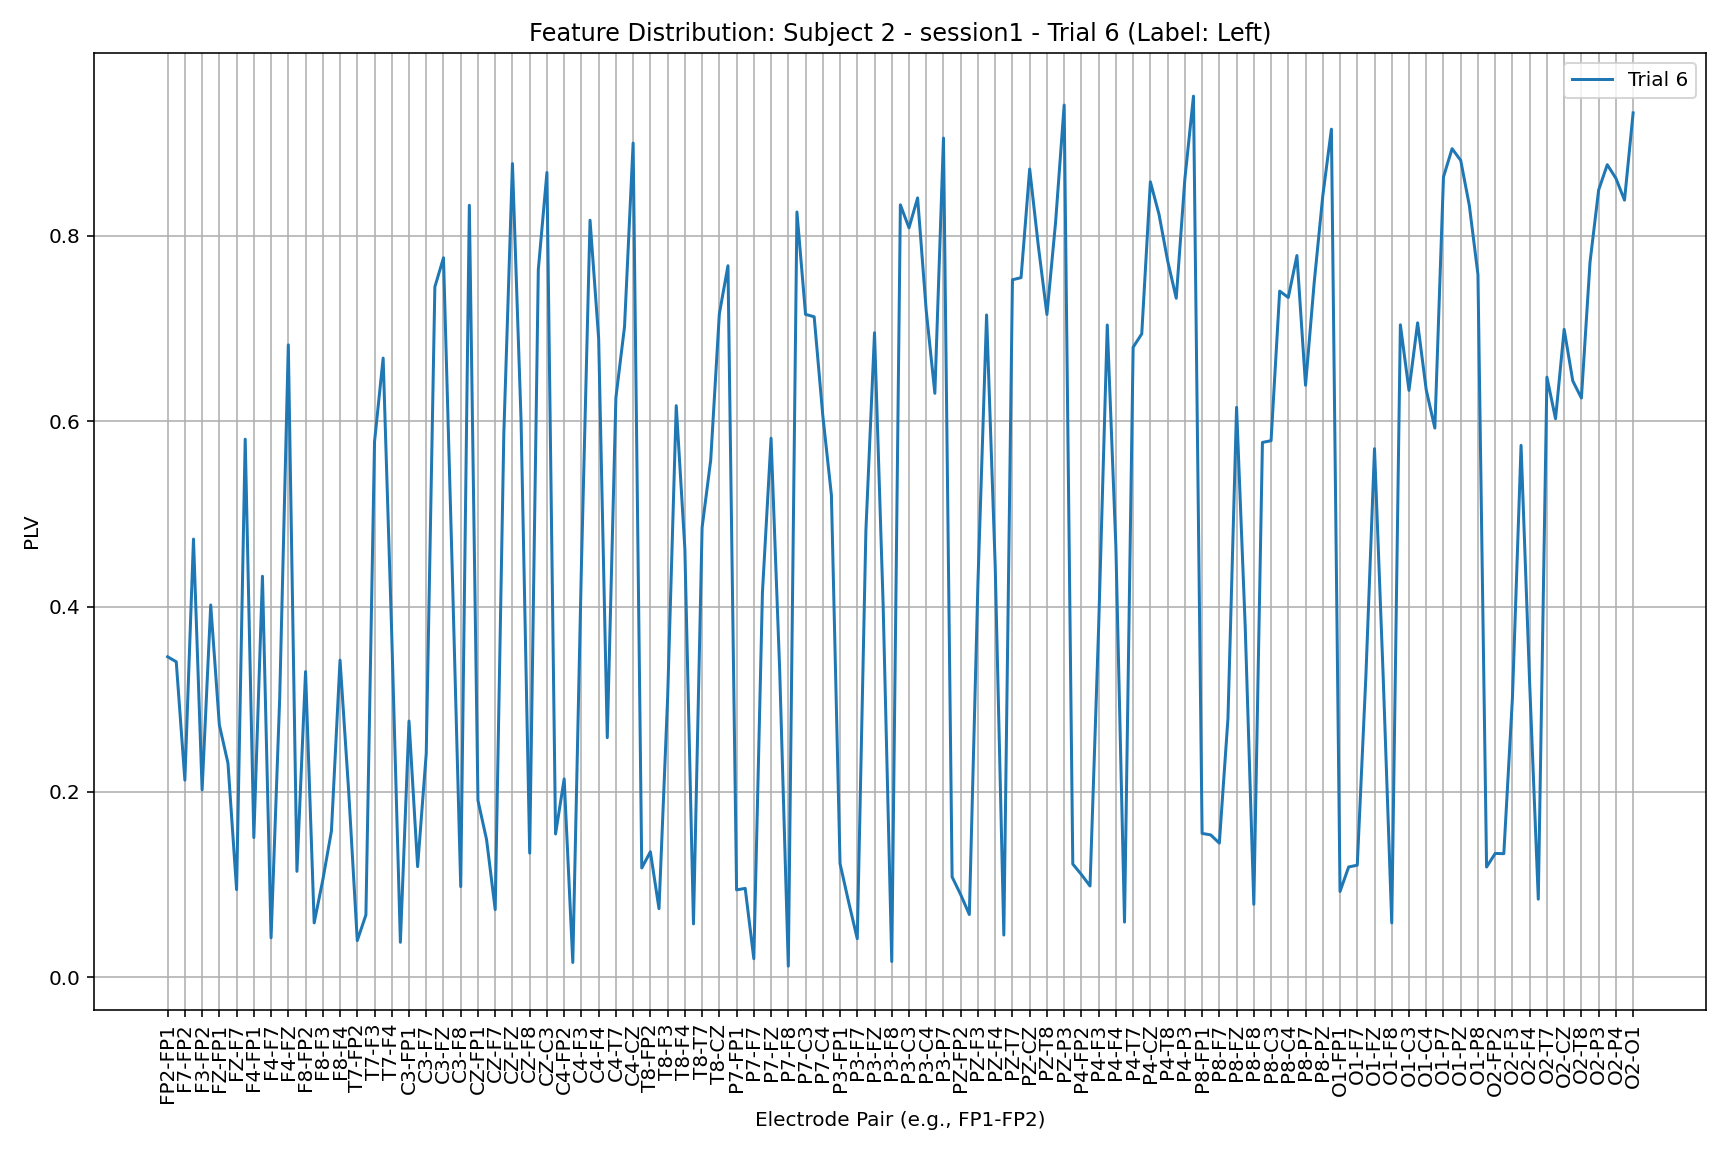 Feature Distribution: Subject 2 - session1 - Trial 6 (Label: Left)
Trial 6
PLV
0.8
0.6
0.4
0.2
0.0
FP2-FP1
F7-FP2
F3-FP2
FZ-FP1
FZ-F7
F4-FP1
F4-F7
F4-FZ
F8-FP2
F8-F3
F8-F4
T7-FP2
T7-F3
T7-F4
C3-FP1
C3-F7
C3-FZ
C3-F8
CZ-FP1
CZ-F7
CZ-FZ
CZ-F8
CZ-C3
C4-FP2
C4-F3
C4-F4
C4-T7
C4-CZ
T8-FP2
T8-F3
T8-F4
T8-T7
T8-CZ
P7-FP1
P7-F7
P7-FZ
P7-F8
P7-C3
P7-C4
P3-FP1
P3-F7
P3-FZ
P3-F8
P3-C3
P3-C4
P3-P7
PZ-FP2
PZ-F3
PZ-F4
PZ-T7
PZ-CZ
PZ-T8
PZ-P3
P4-FP2
P4-F3
P4-F4
P4-T7
P4-CZ
P4-T8
P4-P3
P8-FP1
P8-F7
P8-FZ
P8-F8
P8-C3
P8-C4
P8-P7
P8-PZ
O1-FP1
O1-F7
O1-FZ
O1-F8
O1-C3
O1-C4
O1-P7
O1-PZ
O1-P8
O2-FP2
O2-F3
O2-F4
O2-T7
O2-CZ
O2-T8
O2-P3
O2-P4
O2-O1
Electrode Pair (e.g., FP1-FP2)